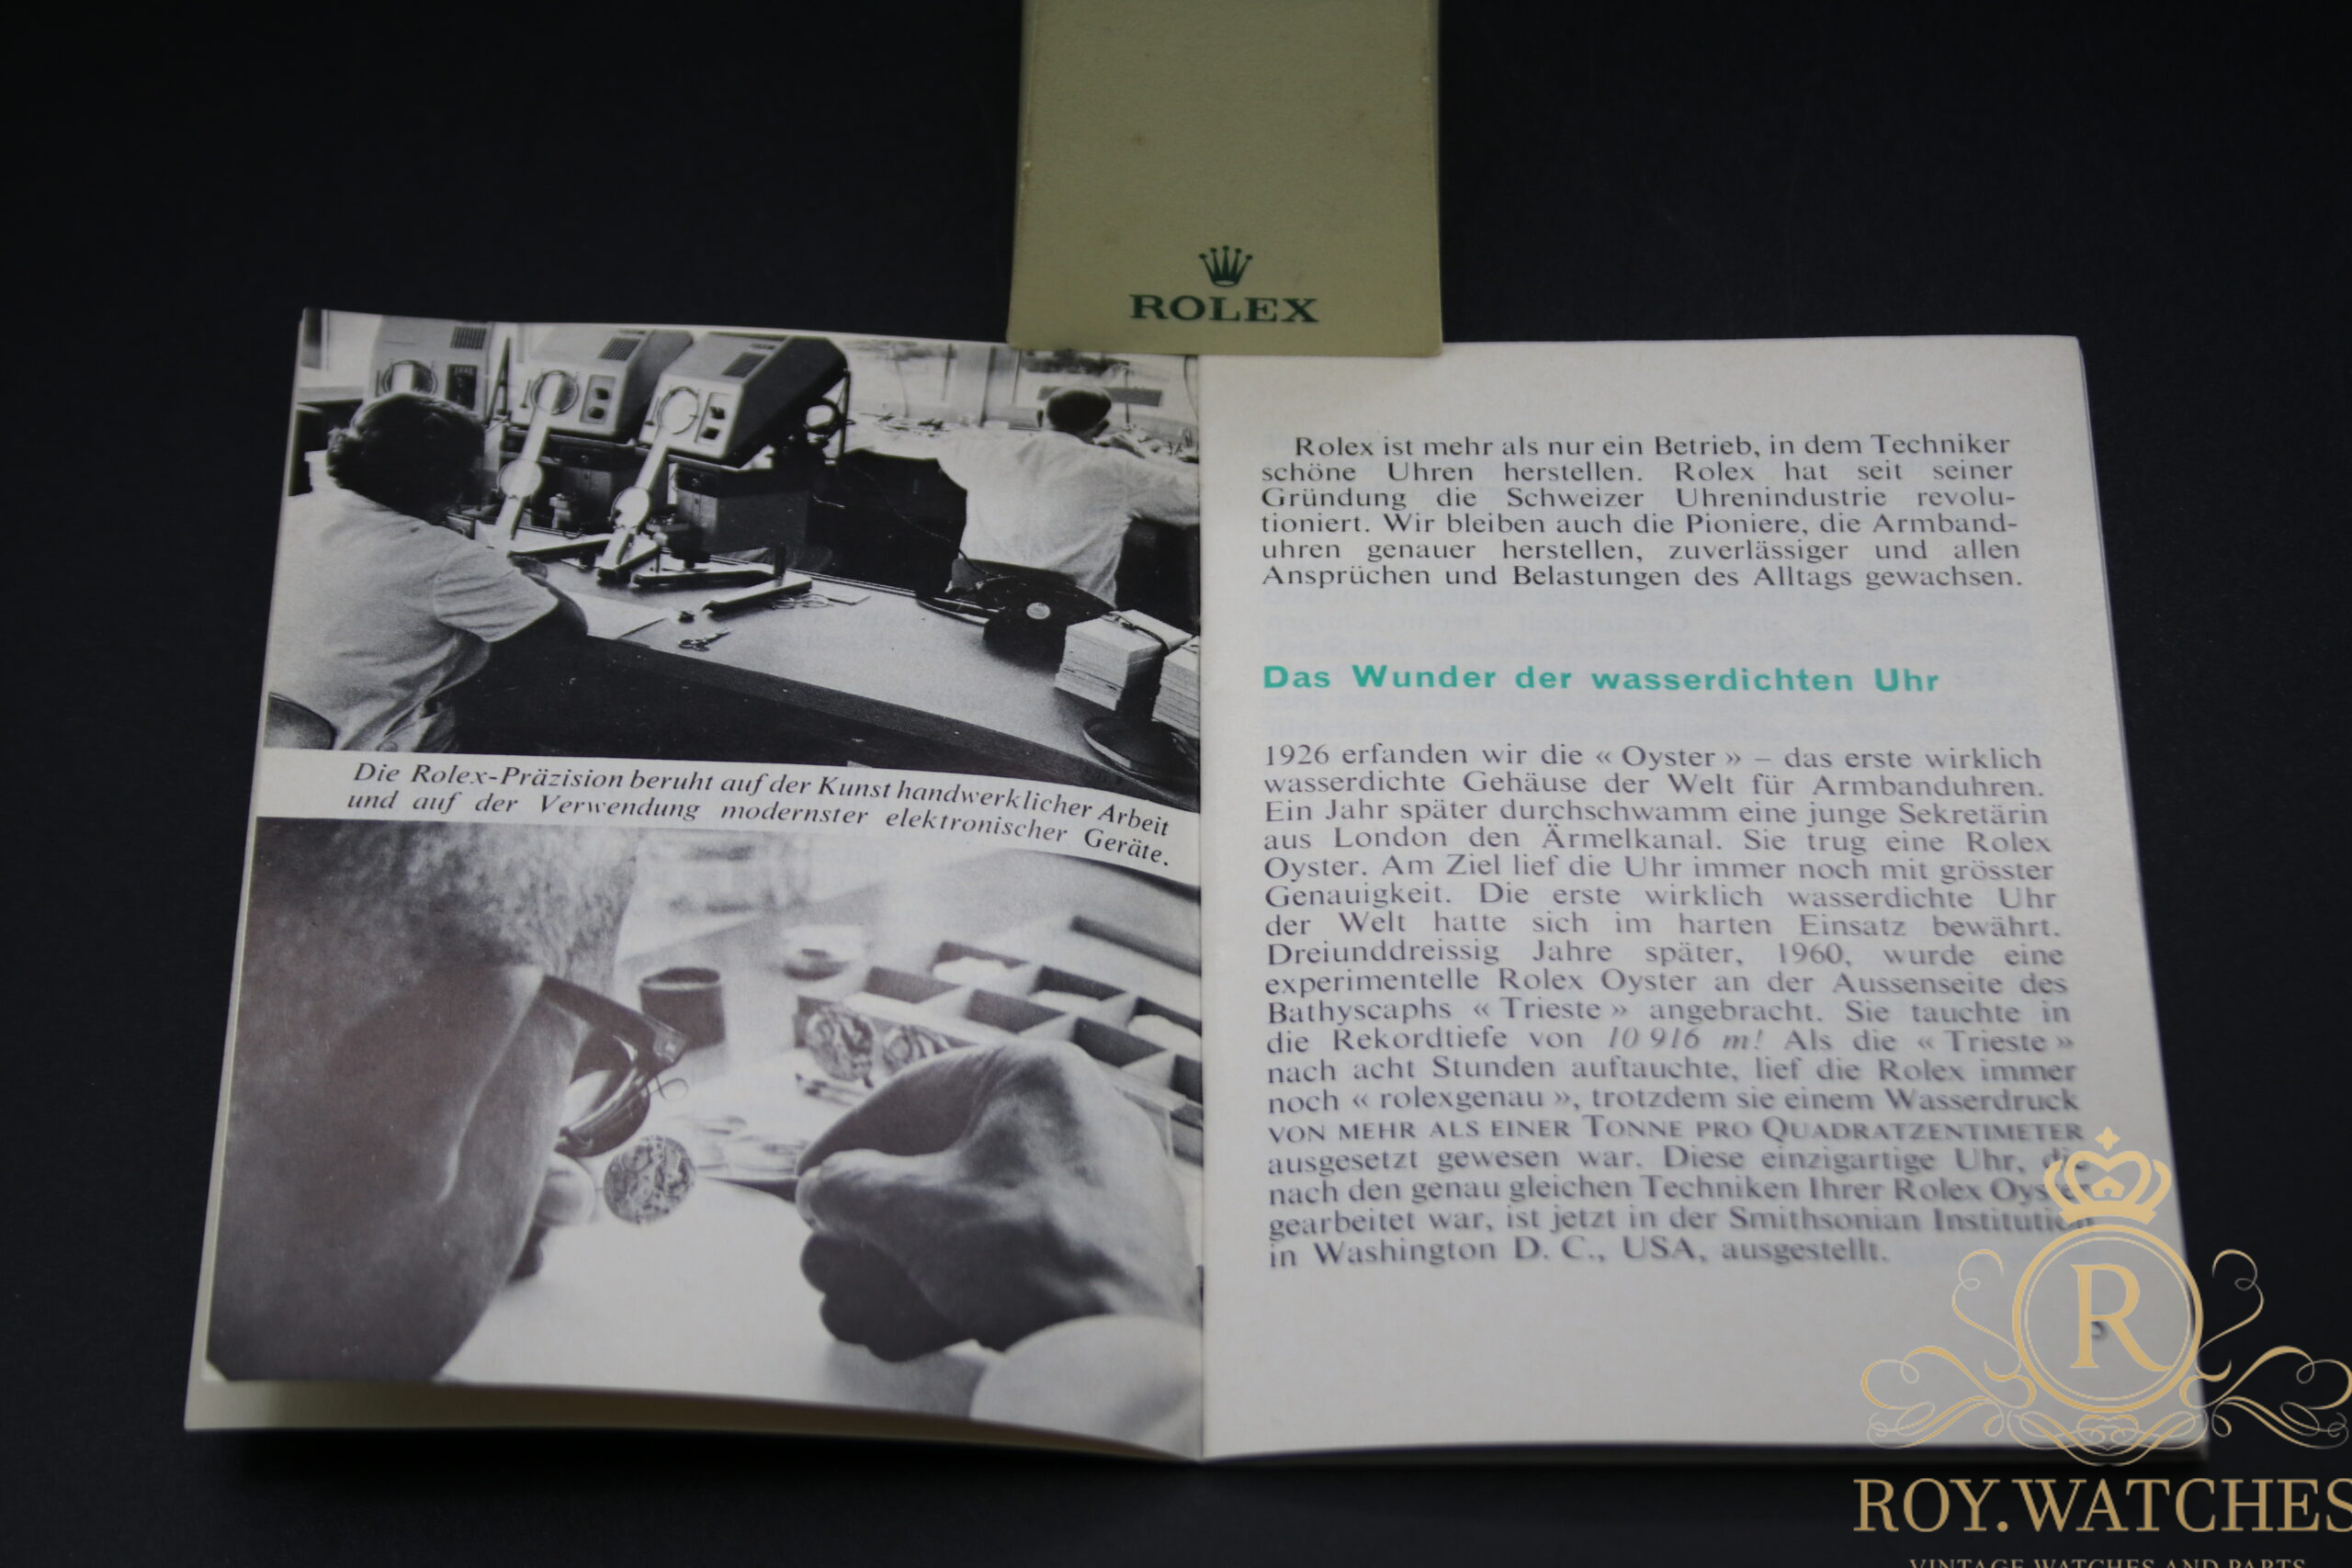 ROLEX
Die Rolex-Präzision beruht auf der Kunst handwerklicher Arbeit
und auf der Verwendung modernster elektronischer Geräte.
Rolex ist mehr als nur ein Betrieb, in dem Techniker
schöne Uhren herstellen. Rolex hat seit seiner
Gründung die Schweizer Uhrenindustrie revolu-
tioniert. Wir bleiben auch die Pioniere, die Armband-
uhren genauer herstellen, zuverlässiger und allen
Ansprüchen und Belastungen des Alltags gewachsen.
Das Wunder der wasserdichten Uhr
1926 erfanden wir die « Oyster » – das erste wirklich
wasserdichte Gehäuse der Welt für Armbanduhren.
Ein Jahr später durchschwamm eine junge Sekretärin
aus London den Ärmelkanal. Sie trug eine Rolex
Oyster. Am Ziel lief die Uhr immer noch mit grösster
Genauigkeit. Die erste wirklich wasserdichte Uhr
der Welt hatte sich im harten Einsatz bewährt.
Dreiunddreissig Jahre später, 1960, wurde eine
experimentelle Rolex Oyster an der Aussenseite des
Bathyscaphs « Trieste » angebracht. Sie tauchte in
die Rekordtiefe von 10 916 m! Als die « Trieste »
nach acht Stunden auftauchte, lief die Rolex immer
noch « rolexgenau », trotzdem sie einem Wasserdruck
VON MEHR ALS EINER TONNE PRO QUADRATZENTIMETER
ausgesetzt gewesen war. Diese einzigartige Uhr, die
nach den genau gleichen Techniken Ihrer Rolex Oyster
gearbeitet war, ist jetzt in der Smithsonian Institution
in Washington D. C., USA, ausgestellt.
R
ROY.WATCHES
VINTAGE WATCHES AND PARTS